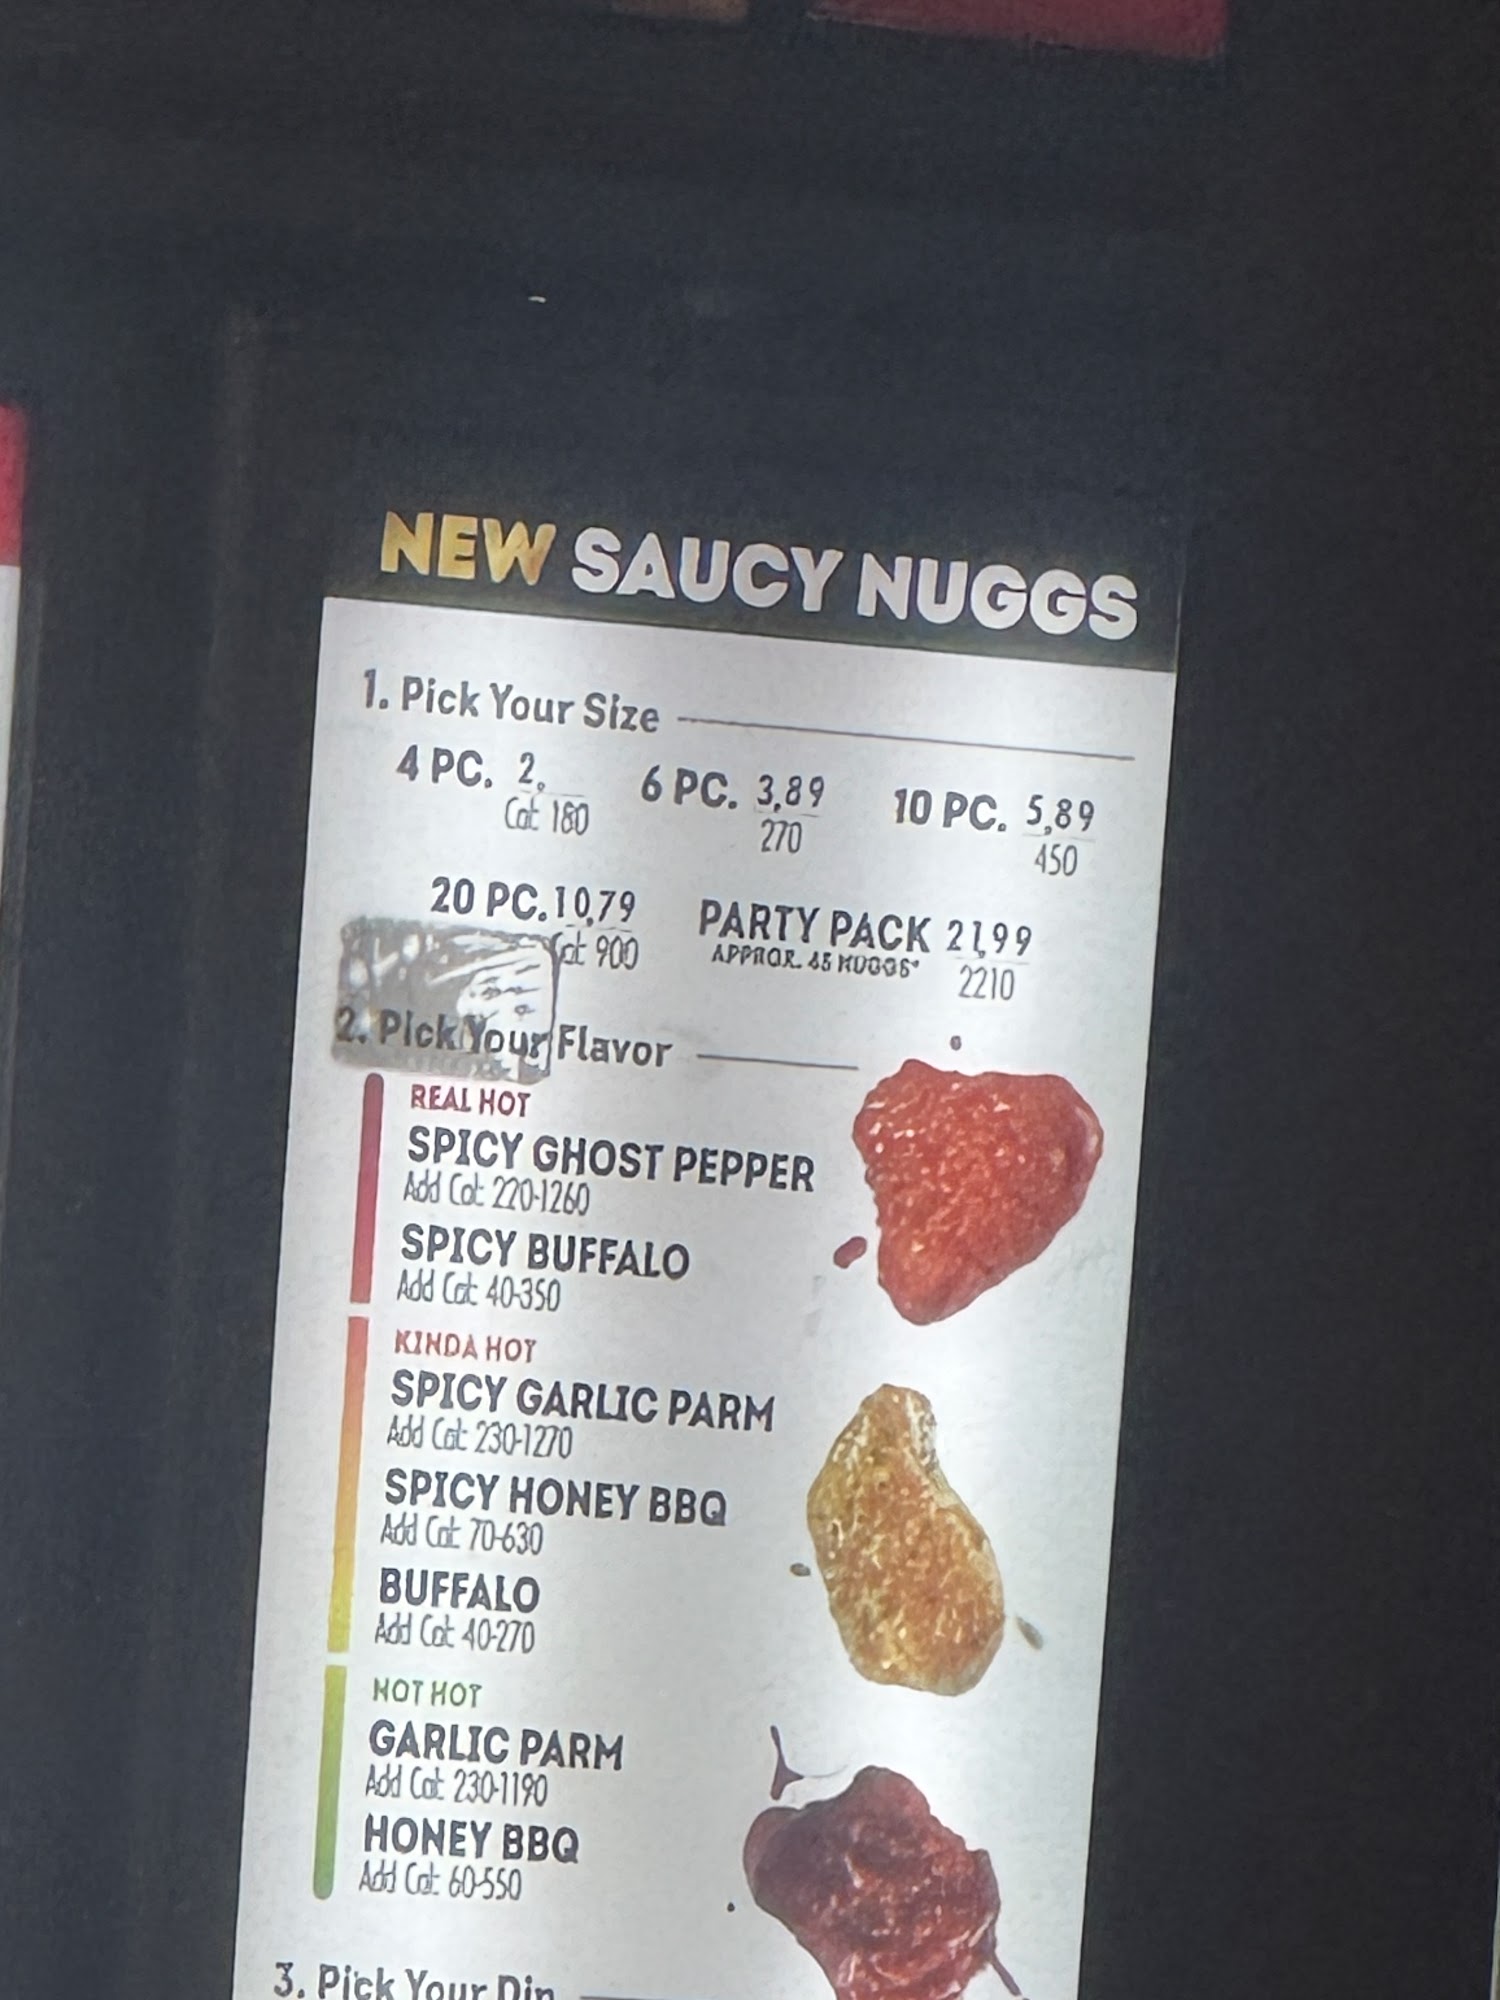 NEW SAUCY NUGGS
1. Pick Your Size
4 PC. 2,
Cal: 180
6 PC. 3,89
270
10 PC. 5,89
450
20 PC. 10,79
Cal: 900
PARTY PACK 21,99
APPROX. 45 NUGGS*
2210
2. Pick Your Flavor
REAL HOT
SPICY GHOST PEPPER
Add Cal: 220-1260
SPICY BUFFALO
Add Cal: 40-350
KINDA HOT
SPICY GARLIC PARM
Add Cal: 230-1270
SPICY HONEY BBQ
Add Cal: 70-630
BUFFALO
Add Cal: 40-270
NOT HOT
GARLIC PARM
Add Cal: 230-1190
HONEY BBQ
Add Cal: 60-550
3. Pick Your Dip